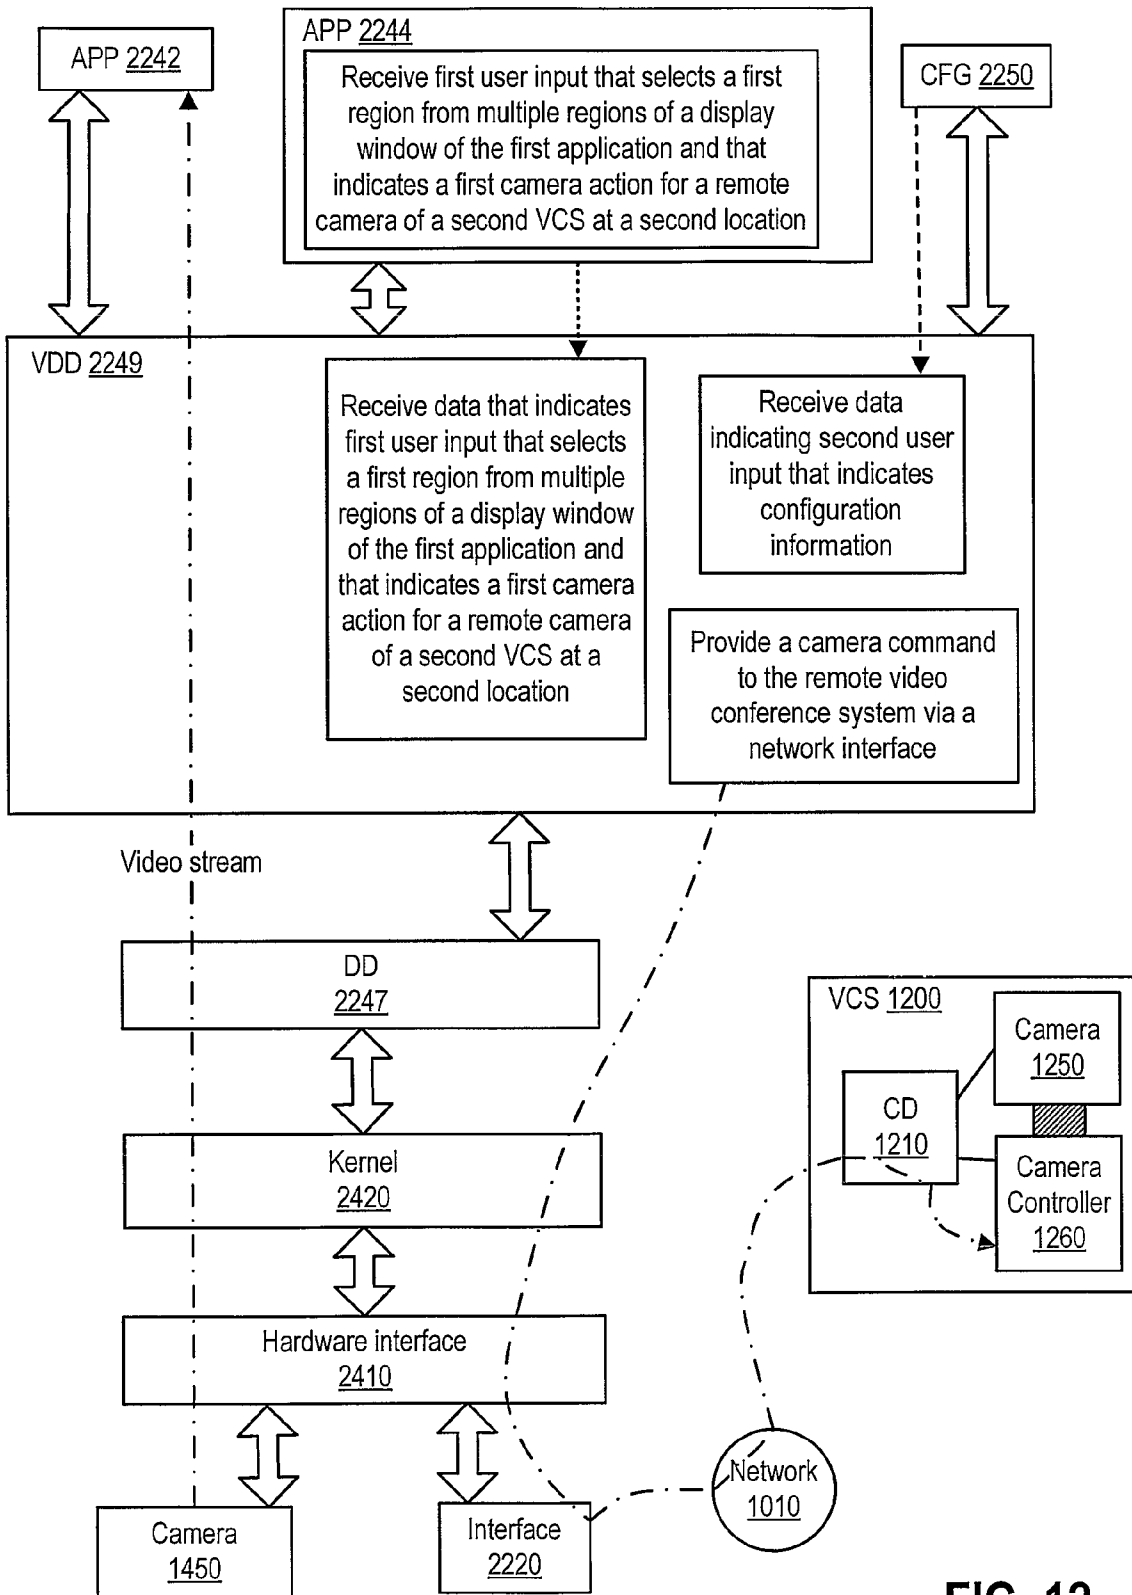 APP 2242
APP 2244
Receive first user input that selects a first
region from multiple regions of a display
window of the first application and that
indicates a first camera action for a remote
camera of a second VCS at a second location
CFG 2250
VDD 2249
Receive data that indicates
first user input that selects
a first region from multiple
regions of a display window
of the first application and
that indicates a first camera
action for a remote camera
of a second VCS at a
second location
Receive data
indicating second user
input that indicates
configuration
information
Provide a camera command
to the remote video
conference system via a
network interface
Video stream
DD
2247
Kernel
2420
Hardware interface
2410
Camera
1450
Interface
2220
Network
1010
VCS 1200
Camera
1250
CD
1210
Camera
Controller
1260
FIG. 12